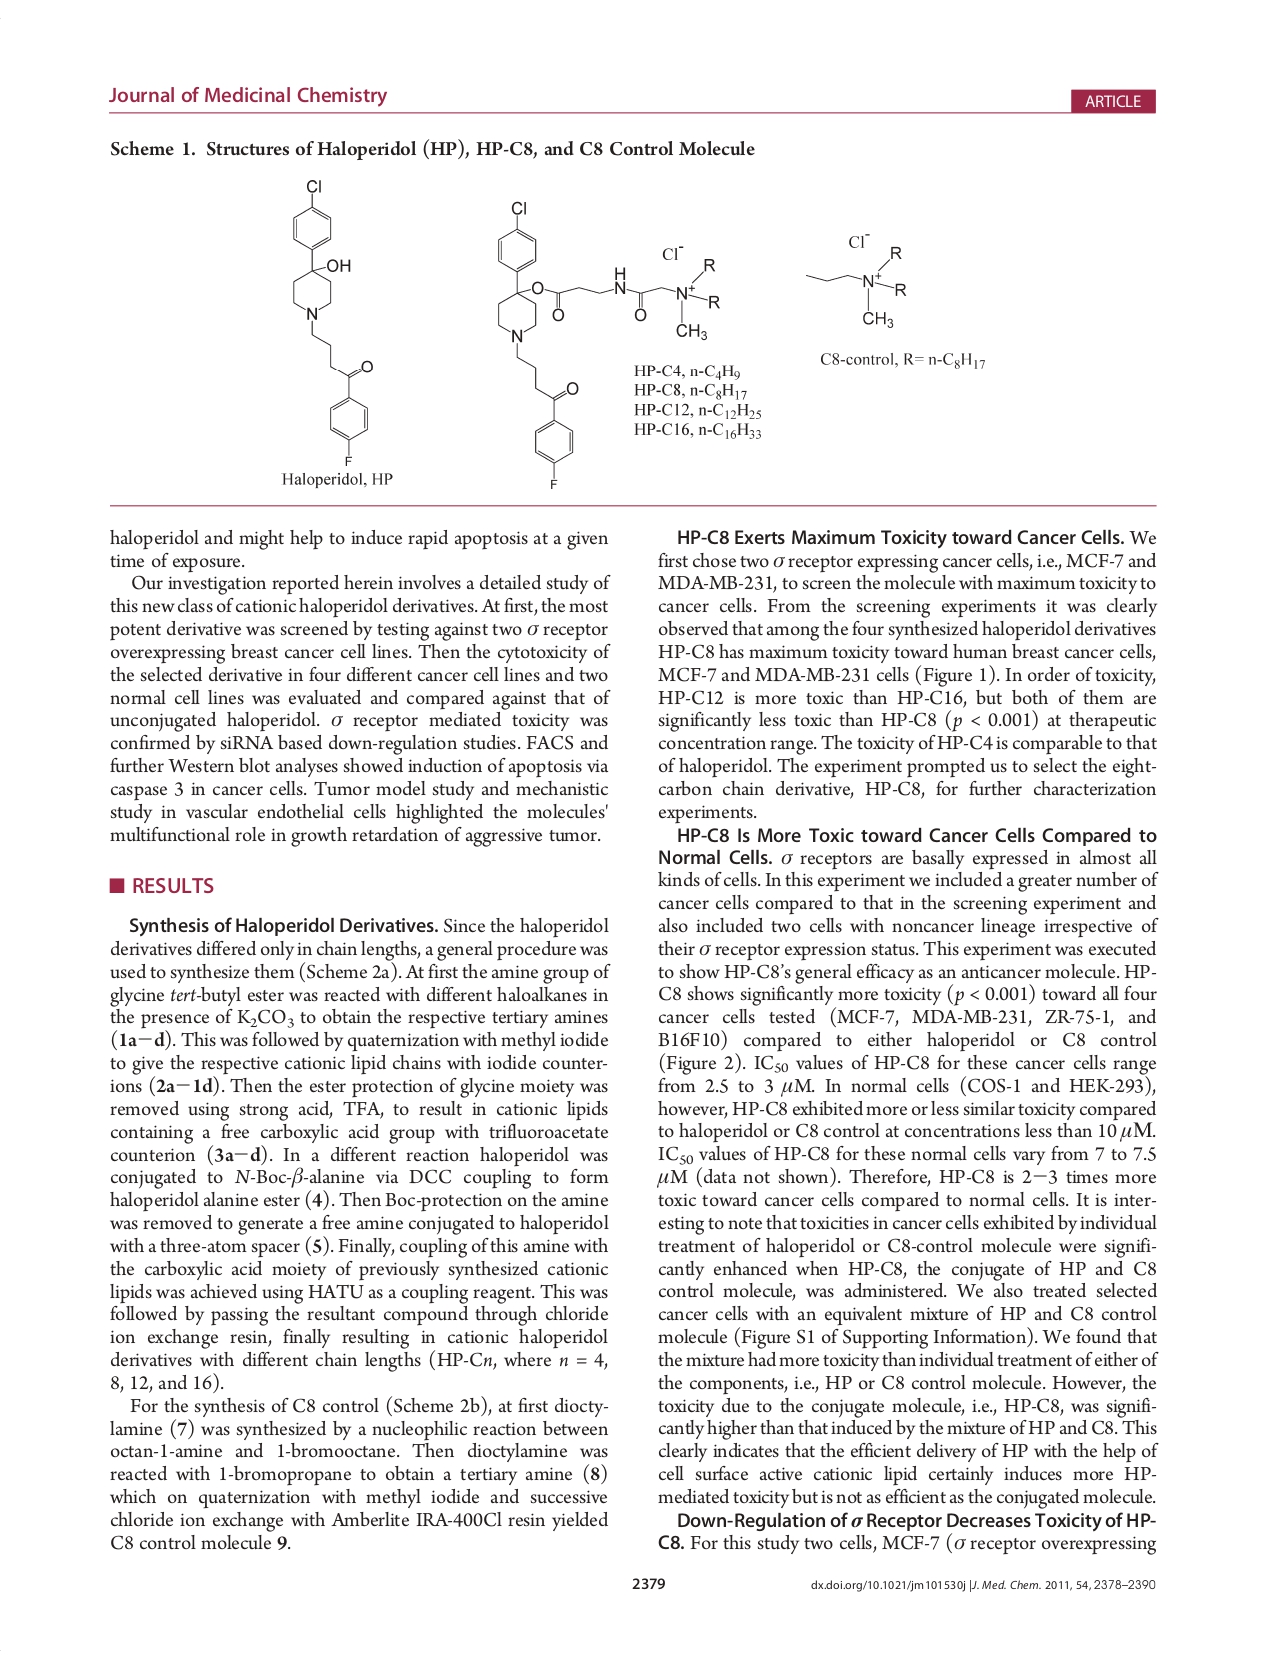 Journal of Medicinal Chemistry
ARTICLE
Scheme 1. Structures of Haloperidol (HP), HP-C8, and C8 Control Molecule
Cl
OH
N
O
F
Haloperidol, HP
Cl
O
O
H
N
O
Cl⁻
N⁺
R
R
CH₃
N
O
F
HP-C4, n-C₄H₉
HP-C8, n-C₈H₁₇
HP-C12, n-C₁₂H₂₅
HP-C16, n-C₁₆H₃₃
Cl⁻
R
N⁺
R
CH₃
C8-control, R= n-C₈H₁₇
haloperidol and might help to induce rapid apoptosis at a given
time of exposure.
Our investigation reported herein involves a detailed study of
this new class of cationic haloperidol derivatives. At first, the most
potent derivative was screened by testing against two σ receptor
overexpressing breast cancer cell lines. Then the cytotoxicity of
the selected derivative in four different cancer cell lines and two
normal cell lines was evaluated and compared against that of
unconjugated haloperidol. σ receptor mediated toxicity was
confirmed by siRNA based down-regulation studies. FACS and
further Western blot analyses showed induction of apoptosis via
caspase 3 in cancer cells. Tumor model study and mechanistic
study in vascular endothelial cells highlighted the molecules'
multifunctional role in growth retardation of aggressive tumor.
■ RESULTS
Synthesis of Haloperidol Derivatives. Since the haloperidol
derivatives differed only in chain lengths, a general procedure was
used to synthesize them (Scheme 2a). At first the amine group of
glycine tert-butyl ester was reacted with different haloalkanes in
the presence of K₂CO₃ to obtain the respective tertiary amines
(1a−d). This was followed by quaternization with methyl iodide
to give the respective cationic lipid chains with iodide counter-
ions (2a−1d). Then the ester protection of glycine moiety was
removed using strong acid, TFA, to result in cationic lipids
containing a free carboxylic acid group with trifluoroacetate
counterion (3a−d). In a different reaction haloperidol was
conjugated to N-Boc-β-alanine via DCC coupling to form
haloperidol alanine ester (4). Then Boc-protection on the amine
was removed to generate a free amine conjugated to haloperidol
with a three-atom spacer (5). Finally, coupling of this amine with
the carboxylic acid moiety of previously synthesized cationic
lipids was achieved using HATU as a coupling reagent. This was
followed by passing the resultant compound through chloride
ion exchange resin, finally resulting in cationic haloperidol
derivatives with different chain lengths (HP-Cn, where n = 4,
8, 12, and 16).
For the synthesis of C8 control (Scheme 2b), at first diocty-
lamine (7) was synthesized by a nucleophilic reaction between
octan-1-amine and 1-bromooctane. Then dioctylamine was
reacted with 1-bromopropane to obtain a tertiary amine (8)
which on quaternization with methyl iodide and successive
chloride ion exchange with Amberlite IRA-400Cl resin yielded
C8 control molecule 9.
HP-C8 Exerts Maximum Toxicity toward Cancer Cells. We
first chose two σ receptor expressing cancer cells, i.e., MCF-7 and
MDA-MB-231, to screen the molecule with maximum toxicity to
cancer cells. From the screening experiments it was clearly
observed that among the four synthesized haloperidol derivatives
HP-C8 has maximum toxicity toward human breast cancer cells,
MCF-7 and MDA-MB-231 cells (Figure 1). In order of toxicity,
HP-C12 is more toxic than HP-C16, but both of them are
significantly less toxic than HP-C8 (p < 0.001) at therapeutic
concentration range. The toxicity of HP-C4 is comparable to that
of haloperidol. The experiment prompted us to select the eight-
carbon chain derivative, HP-C8, for further characterization
experiments.
HP-C8 Is More Toxic toward Cancer Cells Compared to
Normal Cells. σ receptors are basally expressed in almost all
kinds of cells. In this experiment we included a greater number of
cancer cells compared to that in the screening experiment and
also included two cells with noncancer lineage irrespective of
their σ receptor expression status. This experiment was executed
to show HP-C8's general efficacy as an anticancer molecule. HP-
C8 shows significantly more toxicity (p < 0.001) toward all four
cancer cells tested (MCF-7, MDA-MB-231, ZR-75-1, and
B16F10) compared to either haloperidol or C8 control
(Figure 2). IC₅₀ values of HP-C8 for these cancer cells range
from 2.5 to 3 μM. In normal cells (COS-1 and HEK-293),
however, HP-C8 exhibited more or less similar toxicity compared
to haloperidol or C8 control at concentrations less than 10 μM.
IC₅₀ values of HP-C8 for these normal cells vary from 7 to 7.5
μM (data not shown). Therefore, HP-C8 is 2−3 times more
toxic toward cancer cells compared to normal cells. It is inter-
esting to note that toxicities in cancer cells exhibited by individual
treatment of haloperidol or C8-control molecule were signifi-
cantly enhanced when HP-C8, the conjugate of HP and C8
control molecule, was administered. We also treated selected
cancer cells with an equivalent mixture of HP and C8 control
molecule (Figure S1 of Supporting Information). We found that
the mixture had more toxicity than individual treatment of either of
the components, i.e., HP or C8 control molecule. However, the
toxicity due to the conjugate molecule, i.e., HP-C8, was signifi-
cantly higher than that induced by the mixture of HP and C8. This
clearly indicates that the efficient delivery of HP with the help of
cell surface active cationic lipid certainly induces more HP-
mediated toxicity but is not as efficient as the conjugated molecule.
Down-Regulation of σ Receptor Decreases Toxicity of HP-
C8. For this study two cells, MCF-7 (σ receptor overexpressing
2379
dx.doi.org/10.1021/jm101530j |J. Med. Chem. 2011, 54, 2378–2390